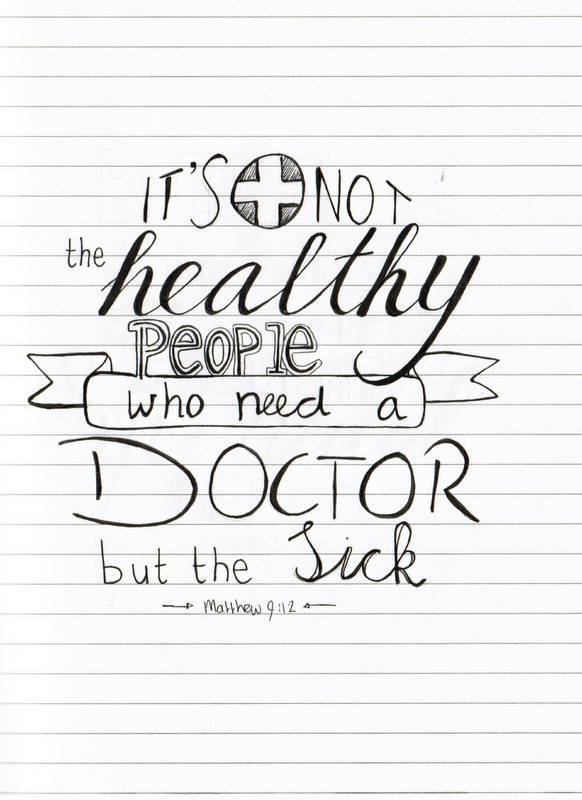 IT'S NOT
the healthy
PEOPlE
who need a
DOCTOR
but the Sick
Matthew 9:12